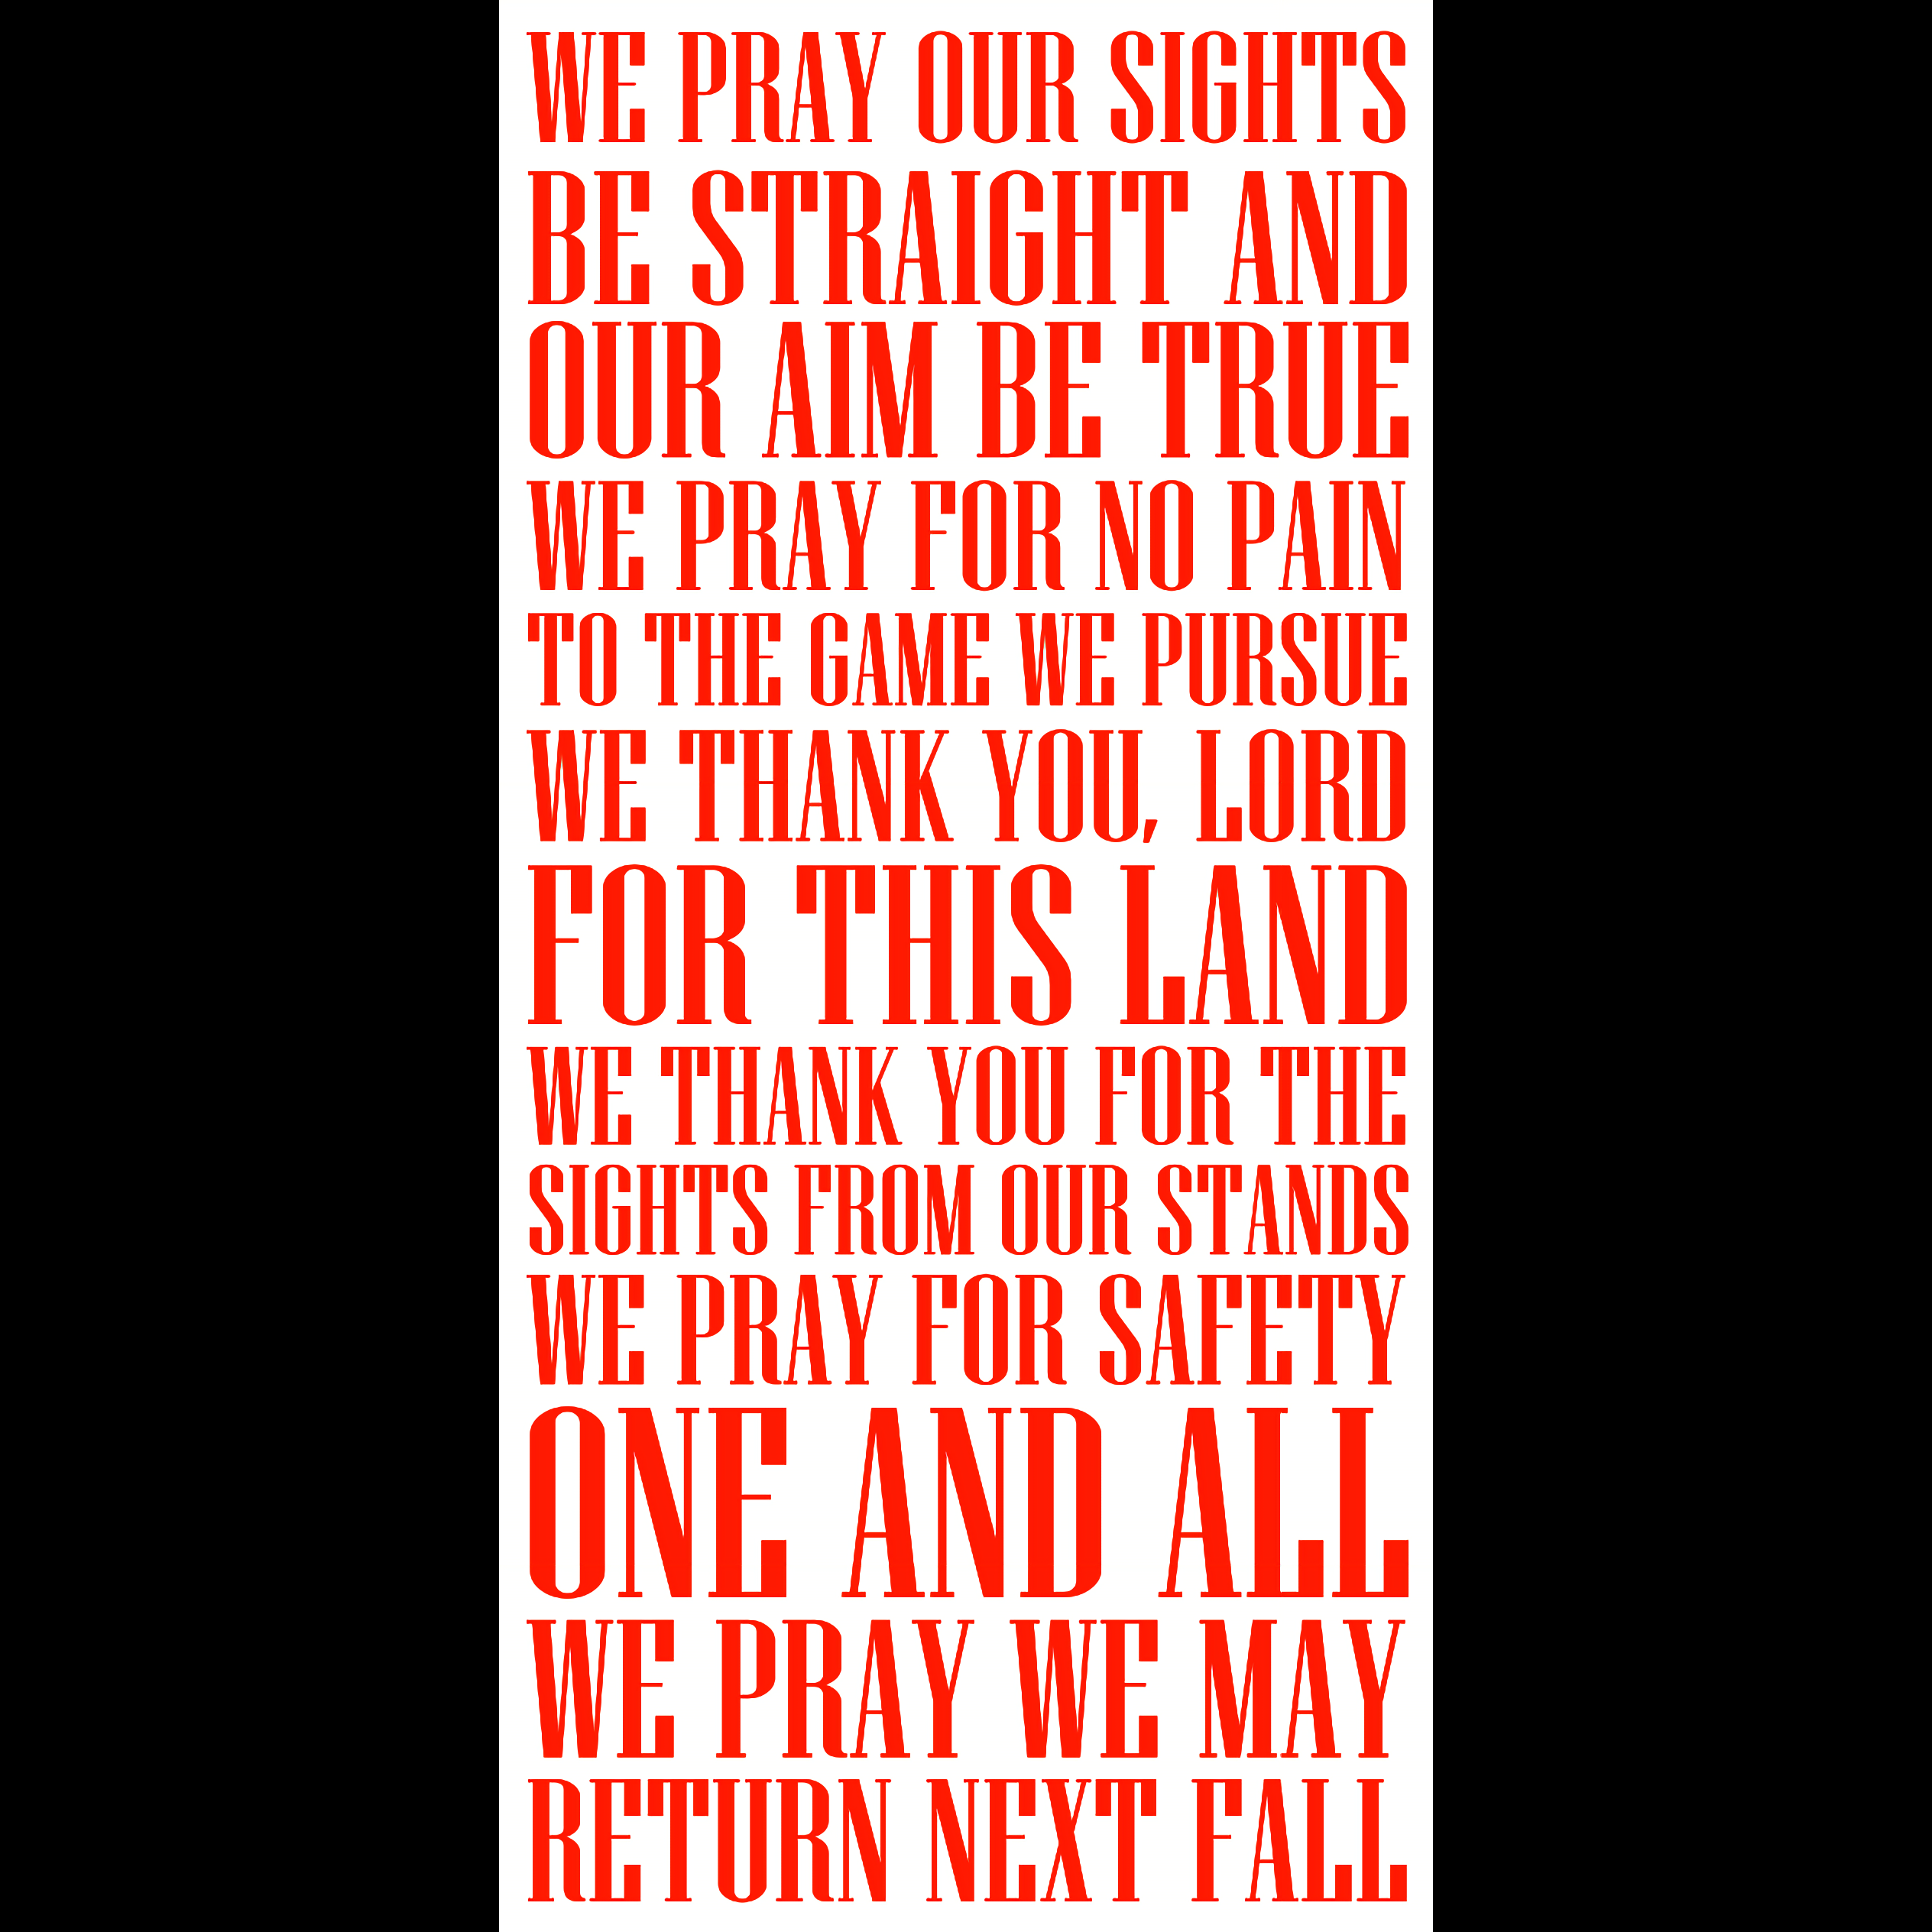 WE PRAY OUR SIGHTS
BE STRAIGHT AND
OUR AIM BE TRUE
WE PRAY FOR NO PAIN
TO THE GAME WE PURSUE
WE THANK YOU, LORD
FOR THIS LAND
WE THANK YOU FOR THE
SIGHTS FROM OUR STANDS
WE PRAY FOR SAFETY
ONE AND ALL
WE PRAY WE MAY
RETURN NEXT FALL